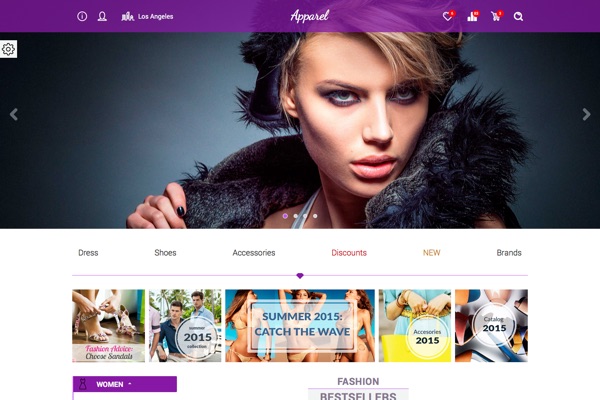 Los Angeles
Apparel
Dress
Shoes
Accessories
Discounts
NEW
Brands
Fashion Advice:
Choose Sandals
summer
2015
collection
SUMMER 2015:
CATCH THE WAVE
Accesories
2015
Catalog
2015
WOMEN
FASHION
BESTSELLERS